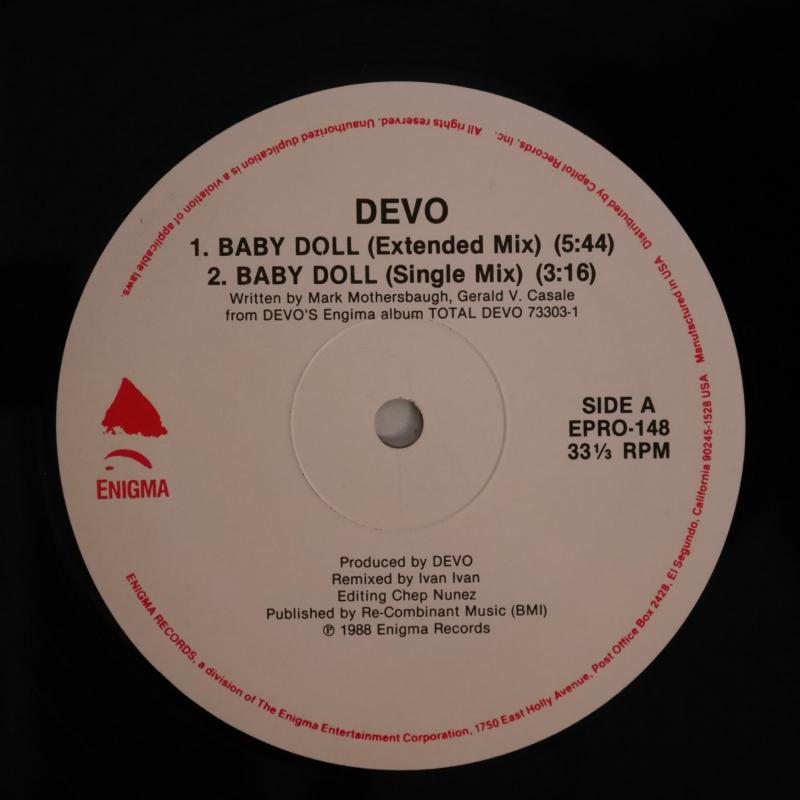 DEVO
1. BABY DOLL (Extended Mix) (5:44)
2. BABY DOLL (Single Mix) (3:16)
Written by Mark Mothersbaugh, Gerald V. Casale
from DEVO'S Engima album TOTAL DEVO 73303-1
SIDE A
EPRO-148
33⅓ RPM
ENIGMA
Produced by DEVO
Remixed by Ivan Ivan
Editing Chep Nunez
Published by Re-Combinant Music (BMI)
℗ 1988 Enigma Records
ENIGMA RECORDS, a division of The Enigma Entertainment Corporation, 1750 East Holly Avenue, Post Office Box 2428, El Segundo, California 90245-1528 USA Manufactured in USA Distributed by Capitol Records, Inc. All rights reserved. Unauthorized duplication is a violation of applicable laws.